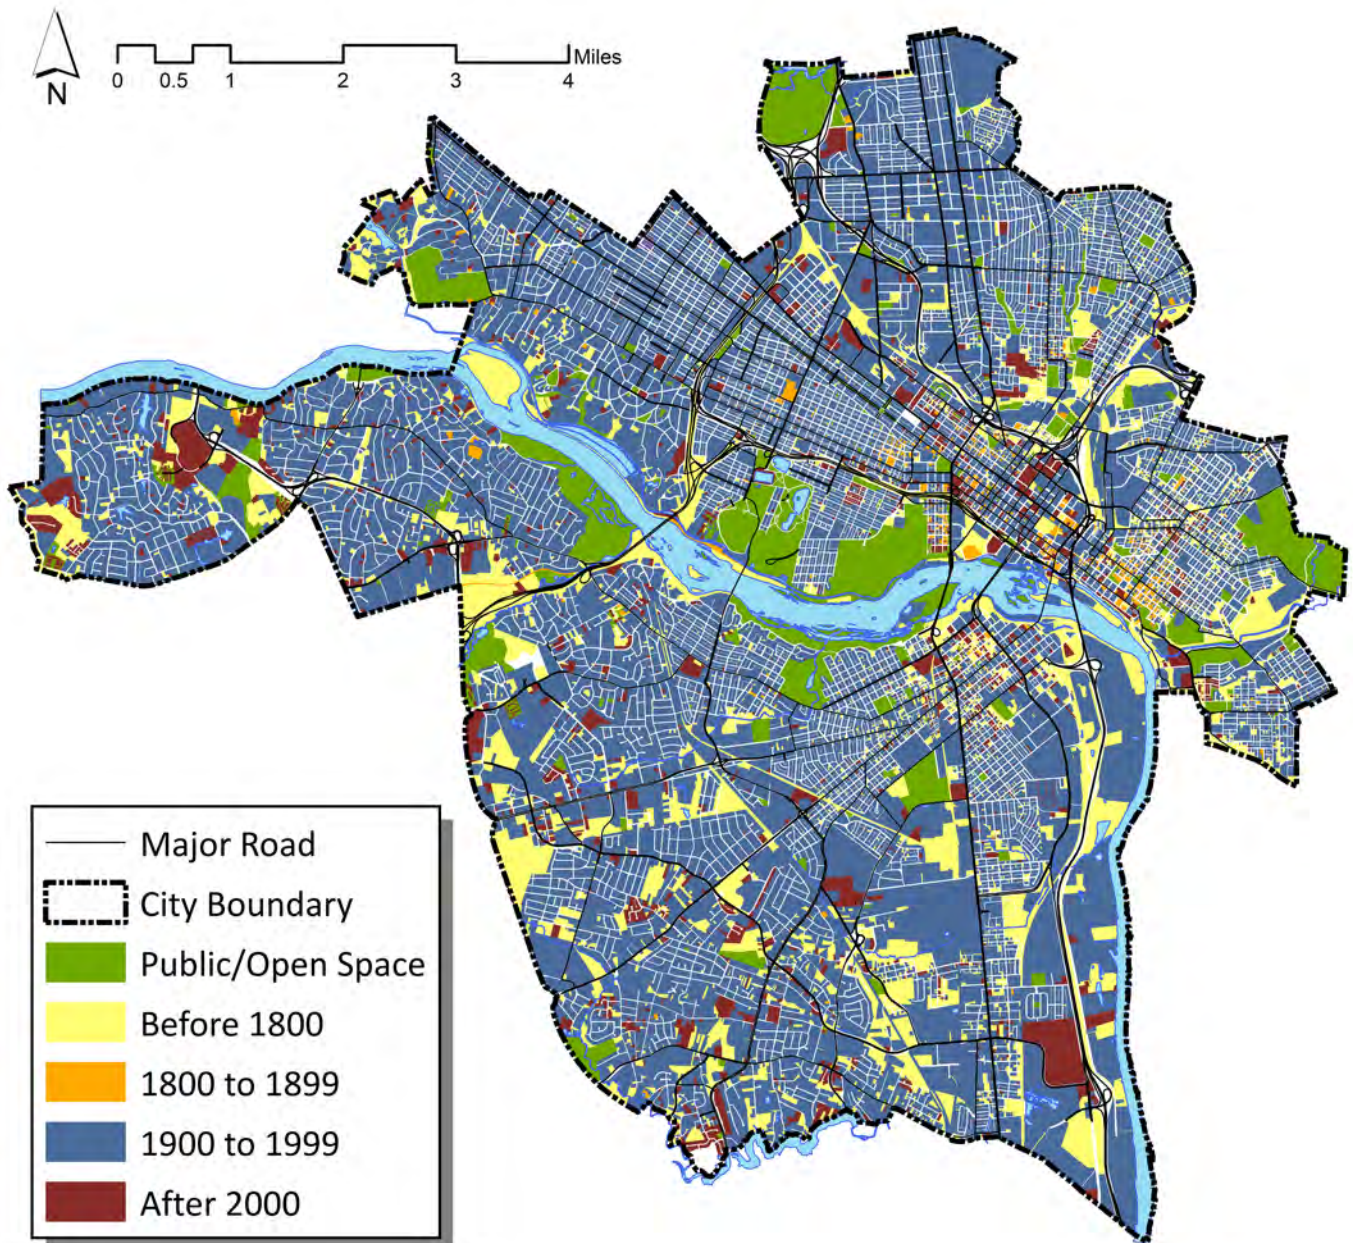 N
0 0.5 1 2 3 4 Miles
Major Road
City Boundary
Public/Open Space
Before 1800
1800 to 1899
1900 to 1999
After 2000